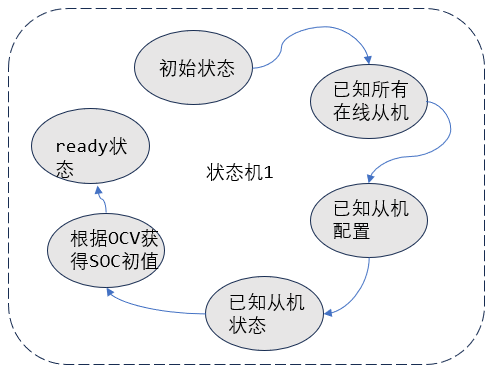 初始状态
已知所有
在线从机
ready状
态
状态机1
已知从机
配置
根据OCV获
得SOC初值
已知从机
状态